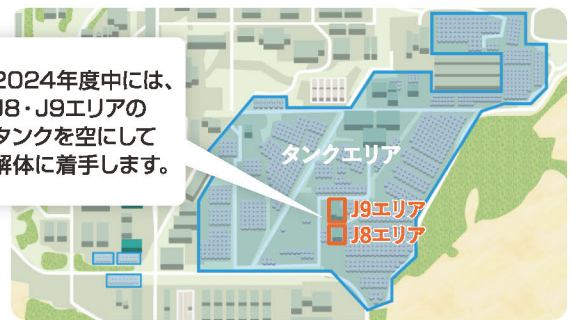 2024年度中には、
J8・J9エリアの
タンクを空にして
解体に着手します。
タンクエリア
J9エリア
J8エリア